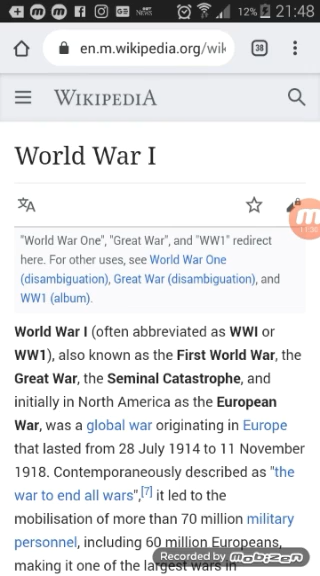 12% 21:48
en.m.wikipedia.org/wik
38
WIKIPEDIA
World War I
"World War One", "Great War", and "WW1" redirect
here. For other uses, see World War One
(disambiguation), Great War (disambiguation), and
WW1 (album).
World War I (often abbreviated as WWI or
WW1), also known as the First World War, the
Great War, the Seminal Catastrophe, and
initially in North America as the European
War, was a global war originating in Europe
that lasted from 28 July 1914 to 11 November
1918. Contemporaneously described as "the
war to end all wars",[7] it led to the
mobilisation of more than 70 million military
personnel, including 60 million Europeans,
making it one of the largest wars in
Recorded by mobizen